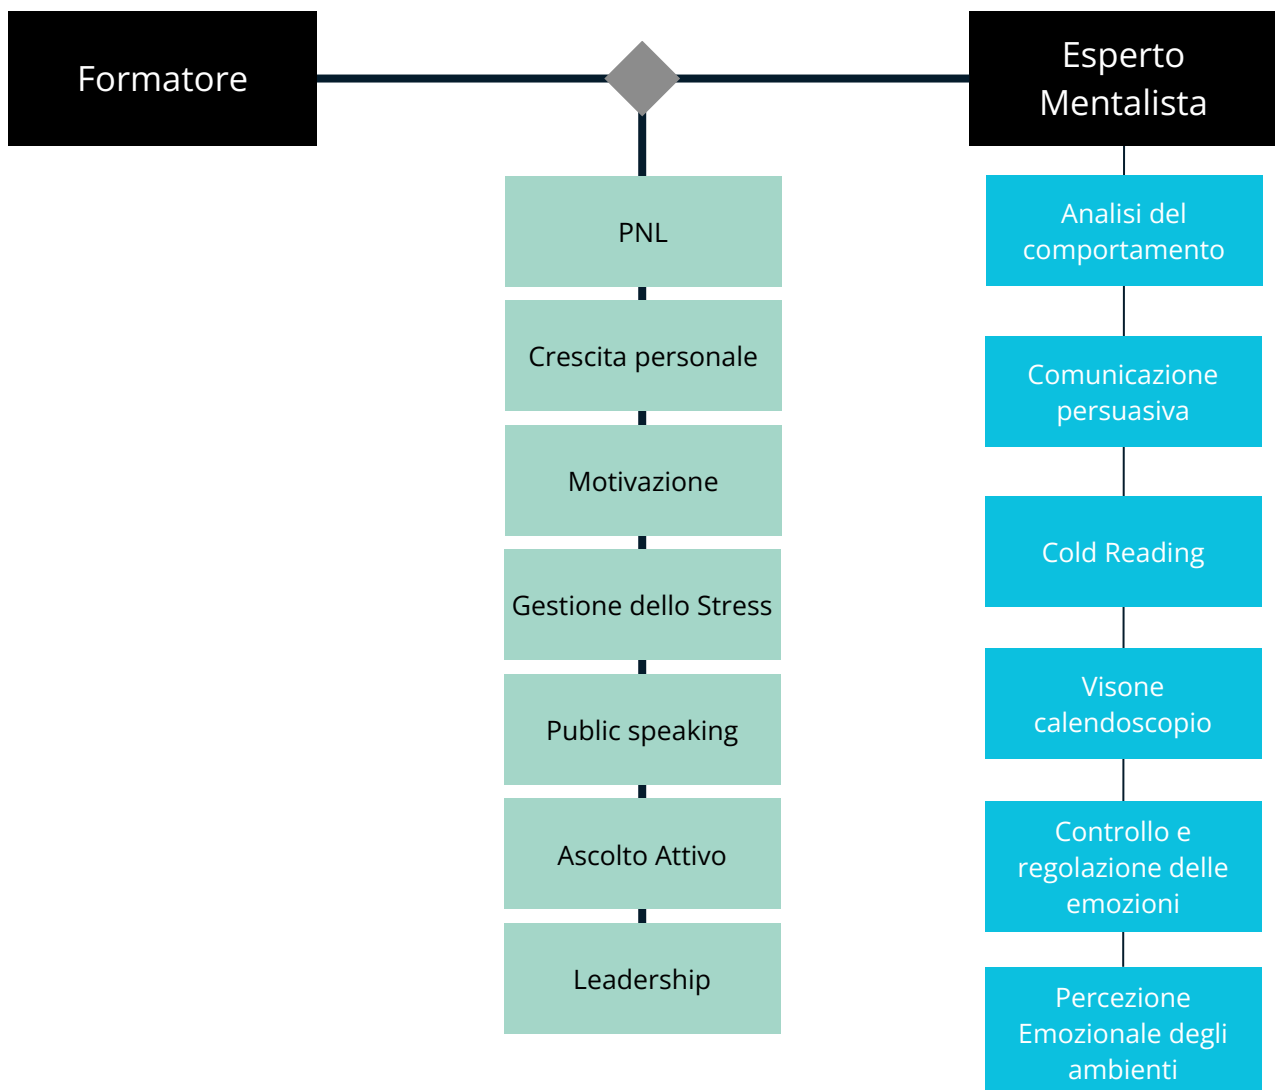 Formatore
Esperto
Mentalista
PNL
Crescita personale
Motivazione
Gestione dello Stress
Public speaking
Ascolto Attivo
Leadership
Analisi del
comportamento
Comunicazione
persuasiva
Cold Reading
Visone
calendoscopio
Controllo e
regolazione delle
emozioni
Percezione
Emozionale degli
ambienti